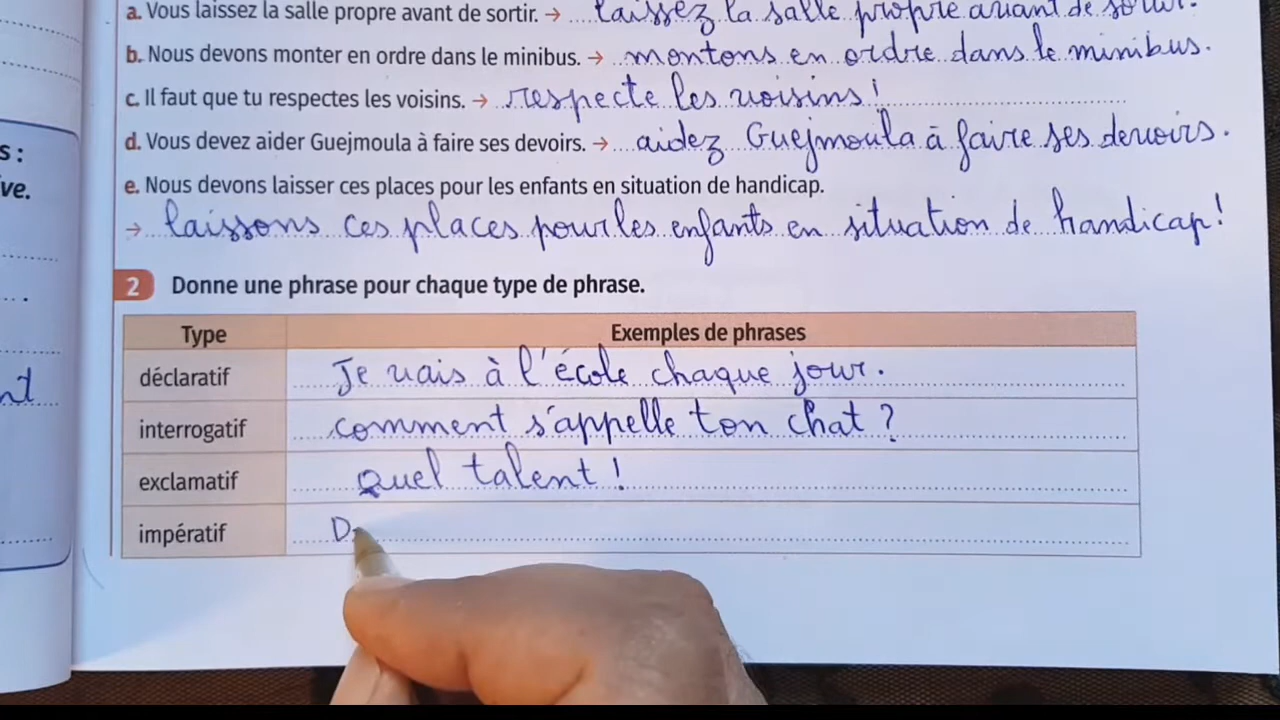 a. Vous laissez la salle propre avant de sortir. → laissez la salle propre avant de sortir.
b. Nous devons monter en ordre dans le minibus. → montons en ordre dans le minibus.
c. Il faut que tu respectes les voisins. → respecte les voisins !
s :
d. Vous devez aider Guejmoula à faire ses devoirs. → aidez Guejmoula à faire ses devoirs.
ve.
e. Nous devons laisser ces places pour les enfants en situation de handicap.
→ laissons ces places pour les enfants en situation de handicap !
2 Donne une phrase pour chaque type de phrase.
Type Exemples de phrases
déclaratif Je vais à l'école chaque jour.
nt
interrogatif comment s'appelle ton chat ?
exclamatif Quel talent !
impératif D